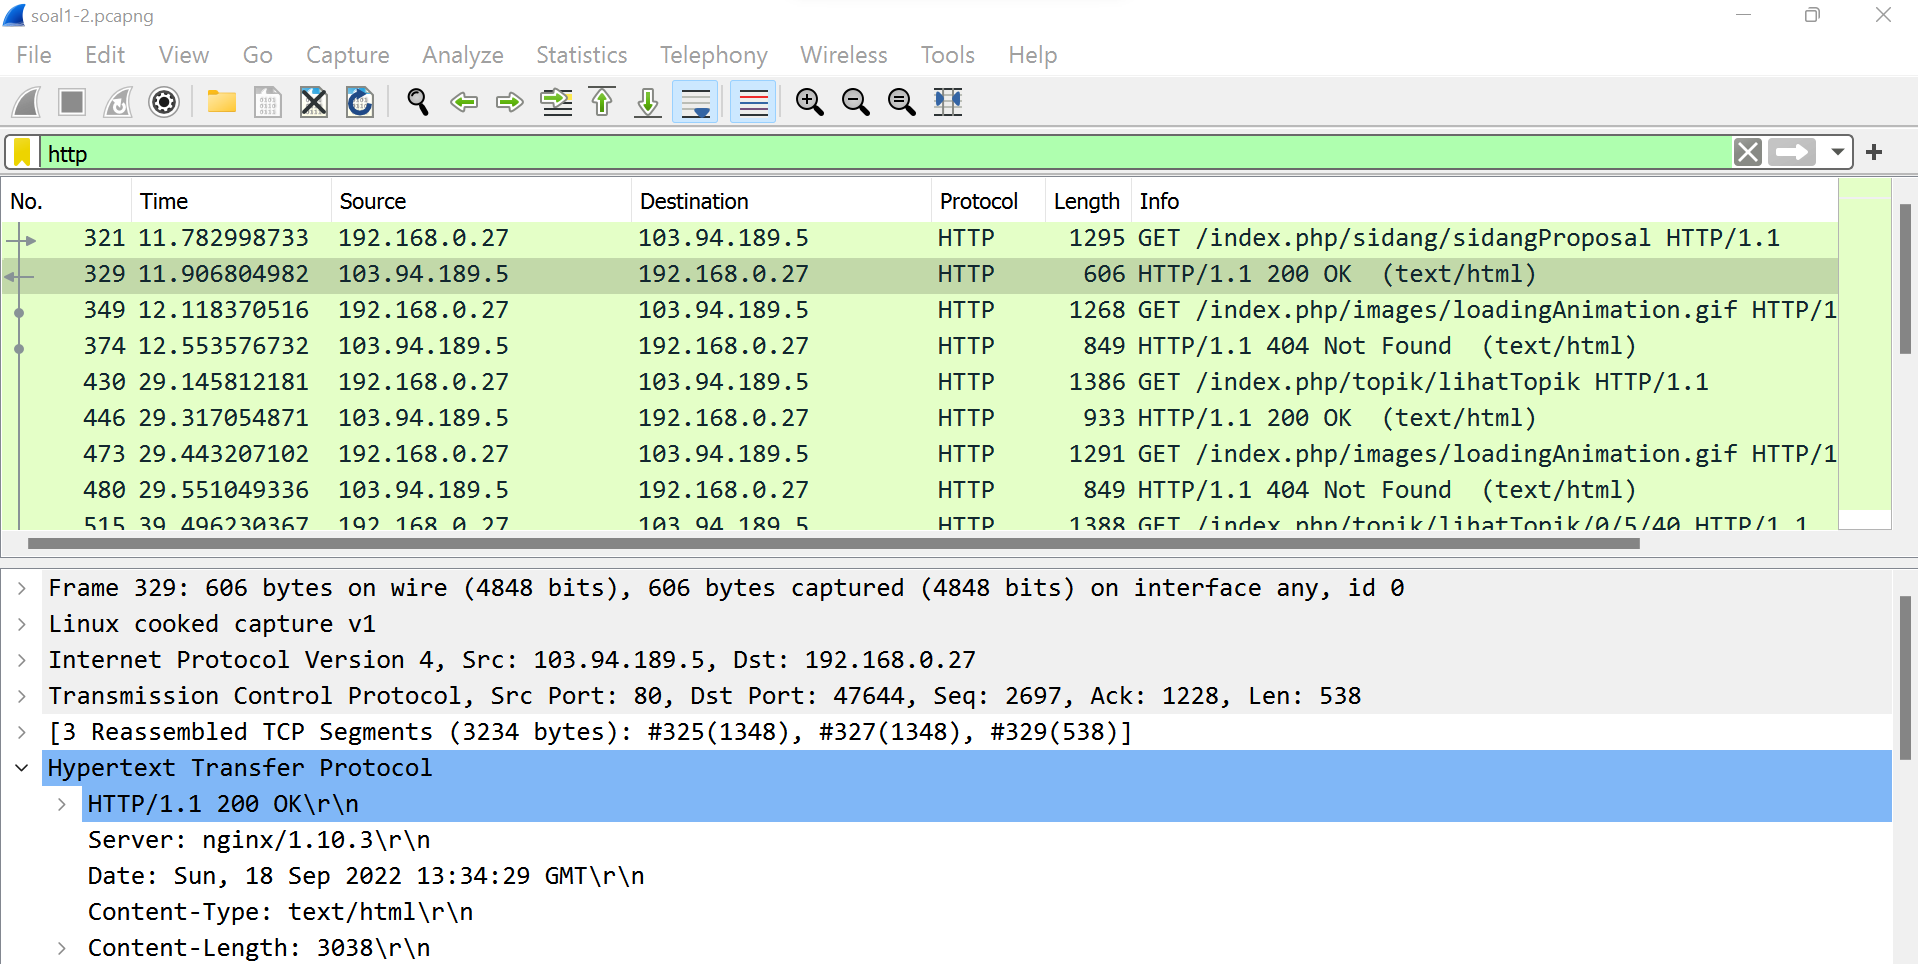 soal1-2.pcapng
File Edit View Go Capture Analyze Statistics Telephony Wireless Tools Help
http
No. Time Source Destination Protocol Length Info
321 11.782998733 192.168.0.27 103.94.189.5 HTTP 1295 GET /index.php/sidang/sidangProposal HTTP/1.1
329 11.906804982 103.94.189.5 192.168.0.27 HTTP 606 HTTP/1.1 200 OK (text/html)
349 12.118370516 192.168.0.27 103.94.189.5 HTTP 1268 GET /index.php/images/loadingAnimation.gif HTTP/1
374 12.553576732 103.94.189.5 192.168.0.27 HTTP 849 HTTP/1.1 404 Not Found (text/html)
430 29.145812181 192.168.0.27 103.94.189.5 HTTP 1386 GET /index.php/topik/lihatTopik HTTP/1.1
446 29.317054871 103.94.189.5 192.168.0.27 HTTP 933 HTTP/1.1 200 OK (text/html)
473 29.443207102 192.168.0.27 103.94.189.5 HTTP 1291 GET /index.php/images/loadingAnimation.gif HTTP/1
480 29.551049336 103.94.189.5 192.168.0.27 HTTP 849 HTTP/1.1 404 Not Found (text/html)
515 39.496230367 192.168.0.27 103.94.189.5 HTTP 1388 GET /index.php/topik/lihatTopik/0/5/40 HTTP/1.1
Frame 329: 606 bytes on wire (4848 bits), 606 bytes captured (4848 bits) on interface any, id 0
Linux cooked capture v1
Internet Protocol Version 4, Src: 103.94.189.5, Dst: 192.168.0.27
Transmission Control Protocol, Src Port: 80, Dst Port: 47644, Seq: 2697, Ack: 1228, Len: 538
[3 Reassembled TCP Segments (3234 bytes): #325(1348), #327(1348), #329(538)]
Hypertext Transfer Protocol
HTTP/1.1 200 OK\r\n
Server: nginx/1.10.3\r\n
Date: Sun, 18 Sep 2022 13:34:29 GMT\r\n
Content-Type: text/html\r\n
Content-Length: 3038\r\n